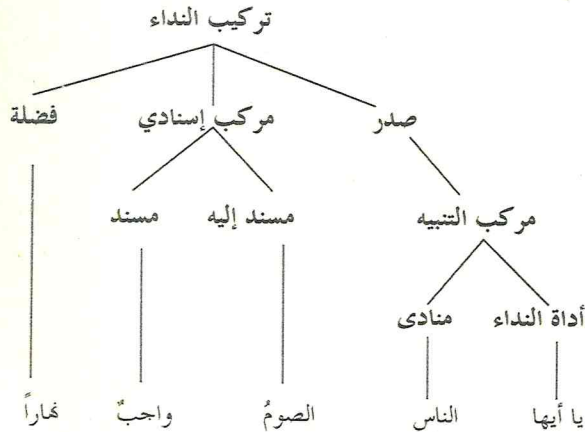 تركيب النداء
صدر مركب إسنادي فضلة
مركب التنبيه مسند إليه مسند
أداة النداء منادى
يا أيها الناس الصومُ واجبٌ نهاراً